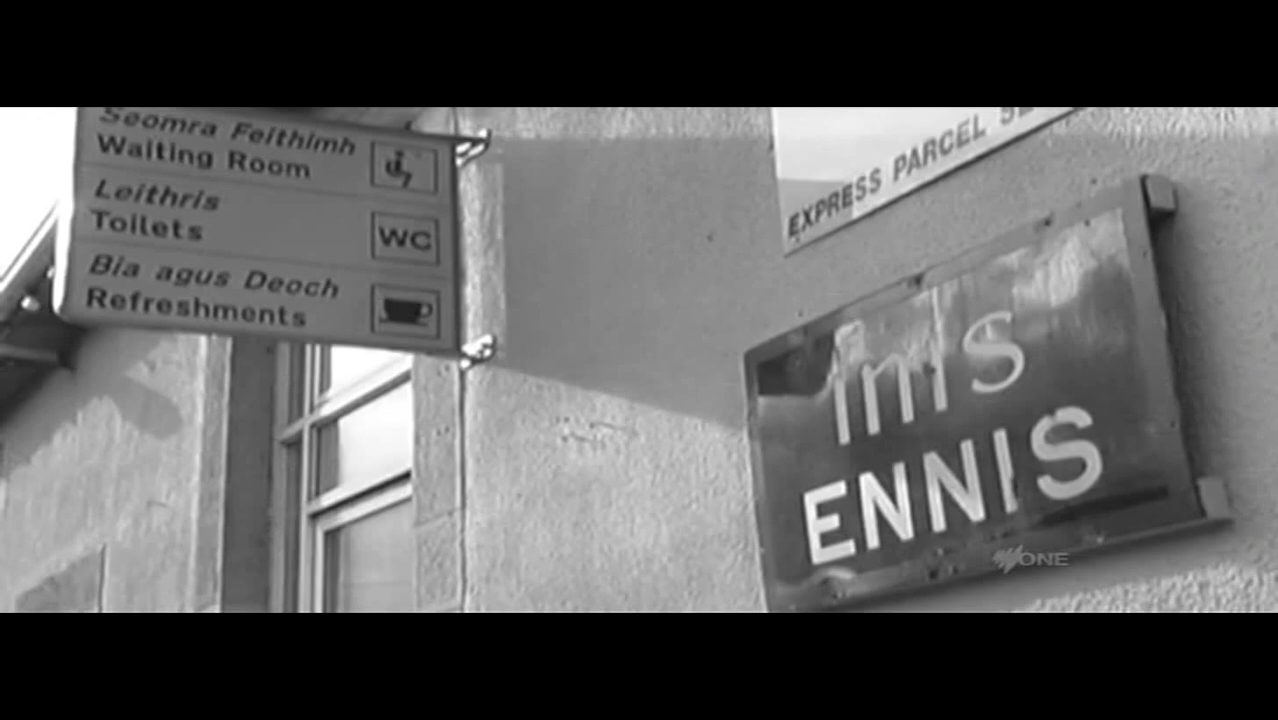 Seomra Feithimh
Waiting Room
Leithris
Toilets
WC
Bia agus Deoch
Refreshments
EXPRESS PARCEL
inis
ENNIS
ONE